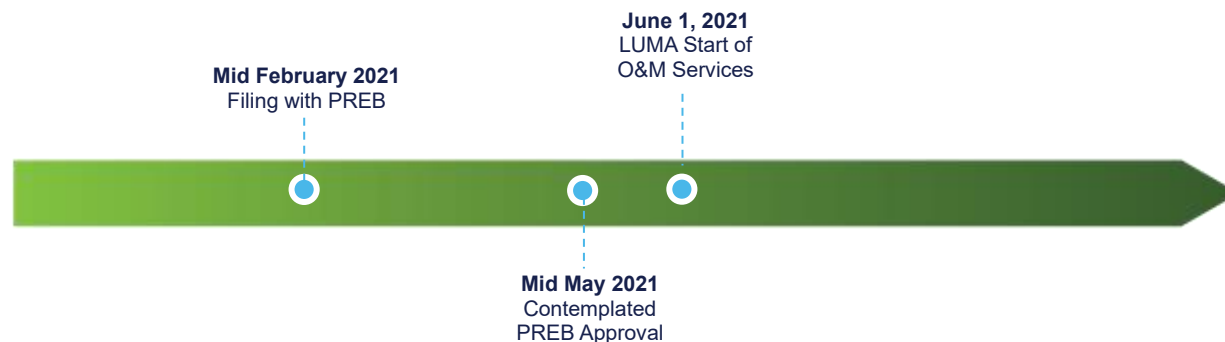 June 1, 2021
LUMA Start of
O&M Services
Mid February 2021
Filing with PREB
Mid May 2021
Contemplated
PREB Approval